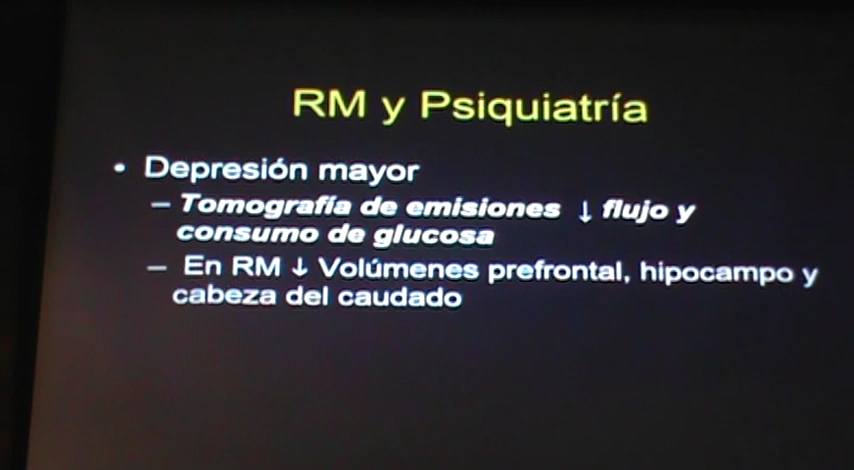 RM y Psiquiatría
• Depresión mayor
– Tomografía de emisiones ↓ flujo y
consumo de glucosa
– En RM ↓ Volúmenes prefrontal, hipocampo y
cabeza del caudado